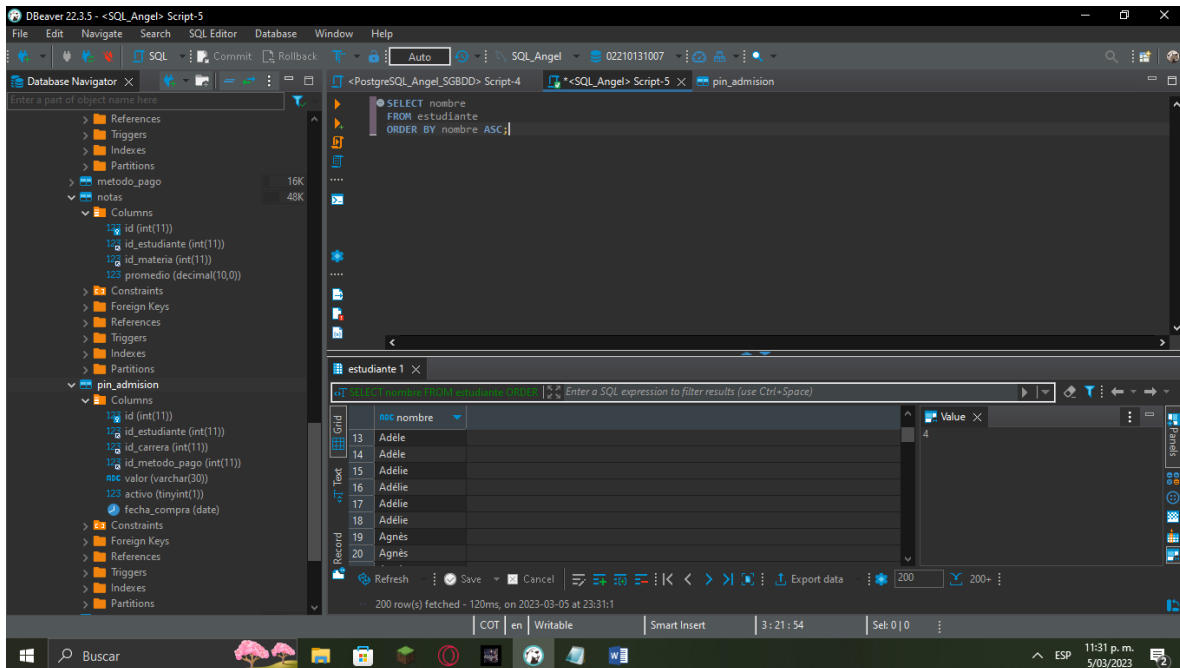 DBeaver 22.3.5 - <SQL_Angel> Script-5
File Edit Navigate Search SQL Editor Database Window Help
SQL Commit Rollback Auto SQL_Angel 02210131007
Database Navigator
<PostgreSQL_Angel_SGBDD> Script-4 *<SQL_Angel> Script-5 pin_admision
Enter a part of object name here
References
Triggers
Indexes
Partitions
metodo_pago 16K
notas 48K
Columns
id (int(11))
id_estudiante (int(11))
id_materia (int(11))
123 promedio (decimal(10,0))
Constraints
Foreign Keys
References
Triggers
Indexes
Partitions
pin_admision
Columns
id (int(11))
id_estudiante (int(11))
id_carrera (int(11))
id_metodo_pago (int(11))
ABC valor (varchar(30))
123 activo (tinyint(1))
fecha_compra (date)
Constraints
Foreign Keys
References
Triggers
Indexes
Partitions
SELECT nombre
FROM estudiante
ORDER BY nombre ASC;
estudiante 1
SELECT nombre FROM estudiante ORDER Enter a SQL expression to filter results (use Ctrl+Space)
Grid
Text
Record
ABC nombre
13 Adèle
14 Adèle
15 Adélie
16 Adélie
17 Adélie
18 Adélie
19 Agnès
20 Agnès
Value
4
Panels
Refresh Save Cancel Export data 200 200+
200 row(s) fetched - 120ms, on 2023-03-05 at 23:31:1
COT en Writable Smart Insert 3 : 21 : 54 Sel: 0 | 0
Buscar
ESP 11:31 p. m.
5/03/2023
2